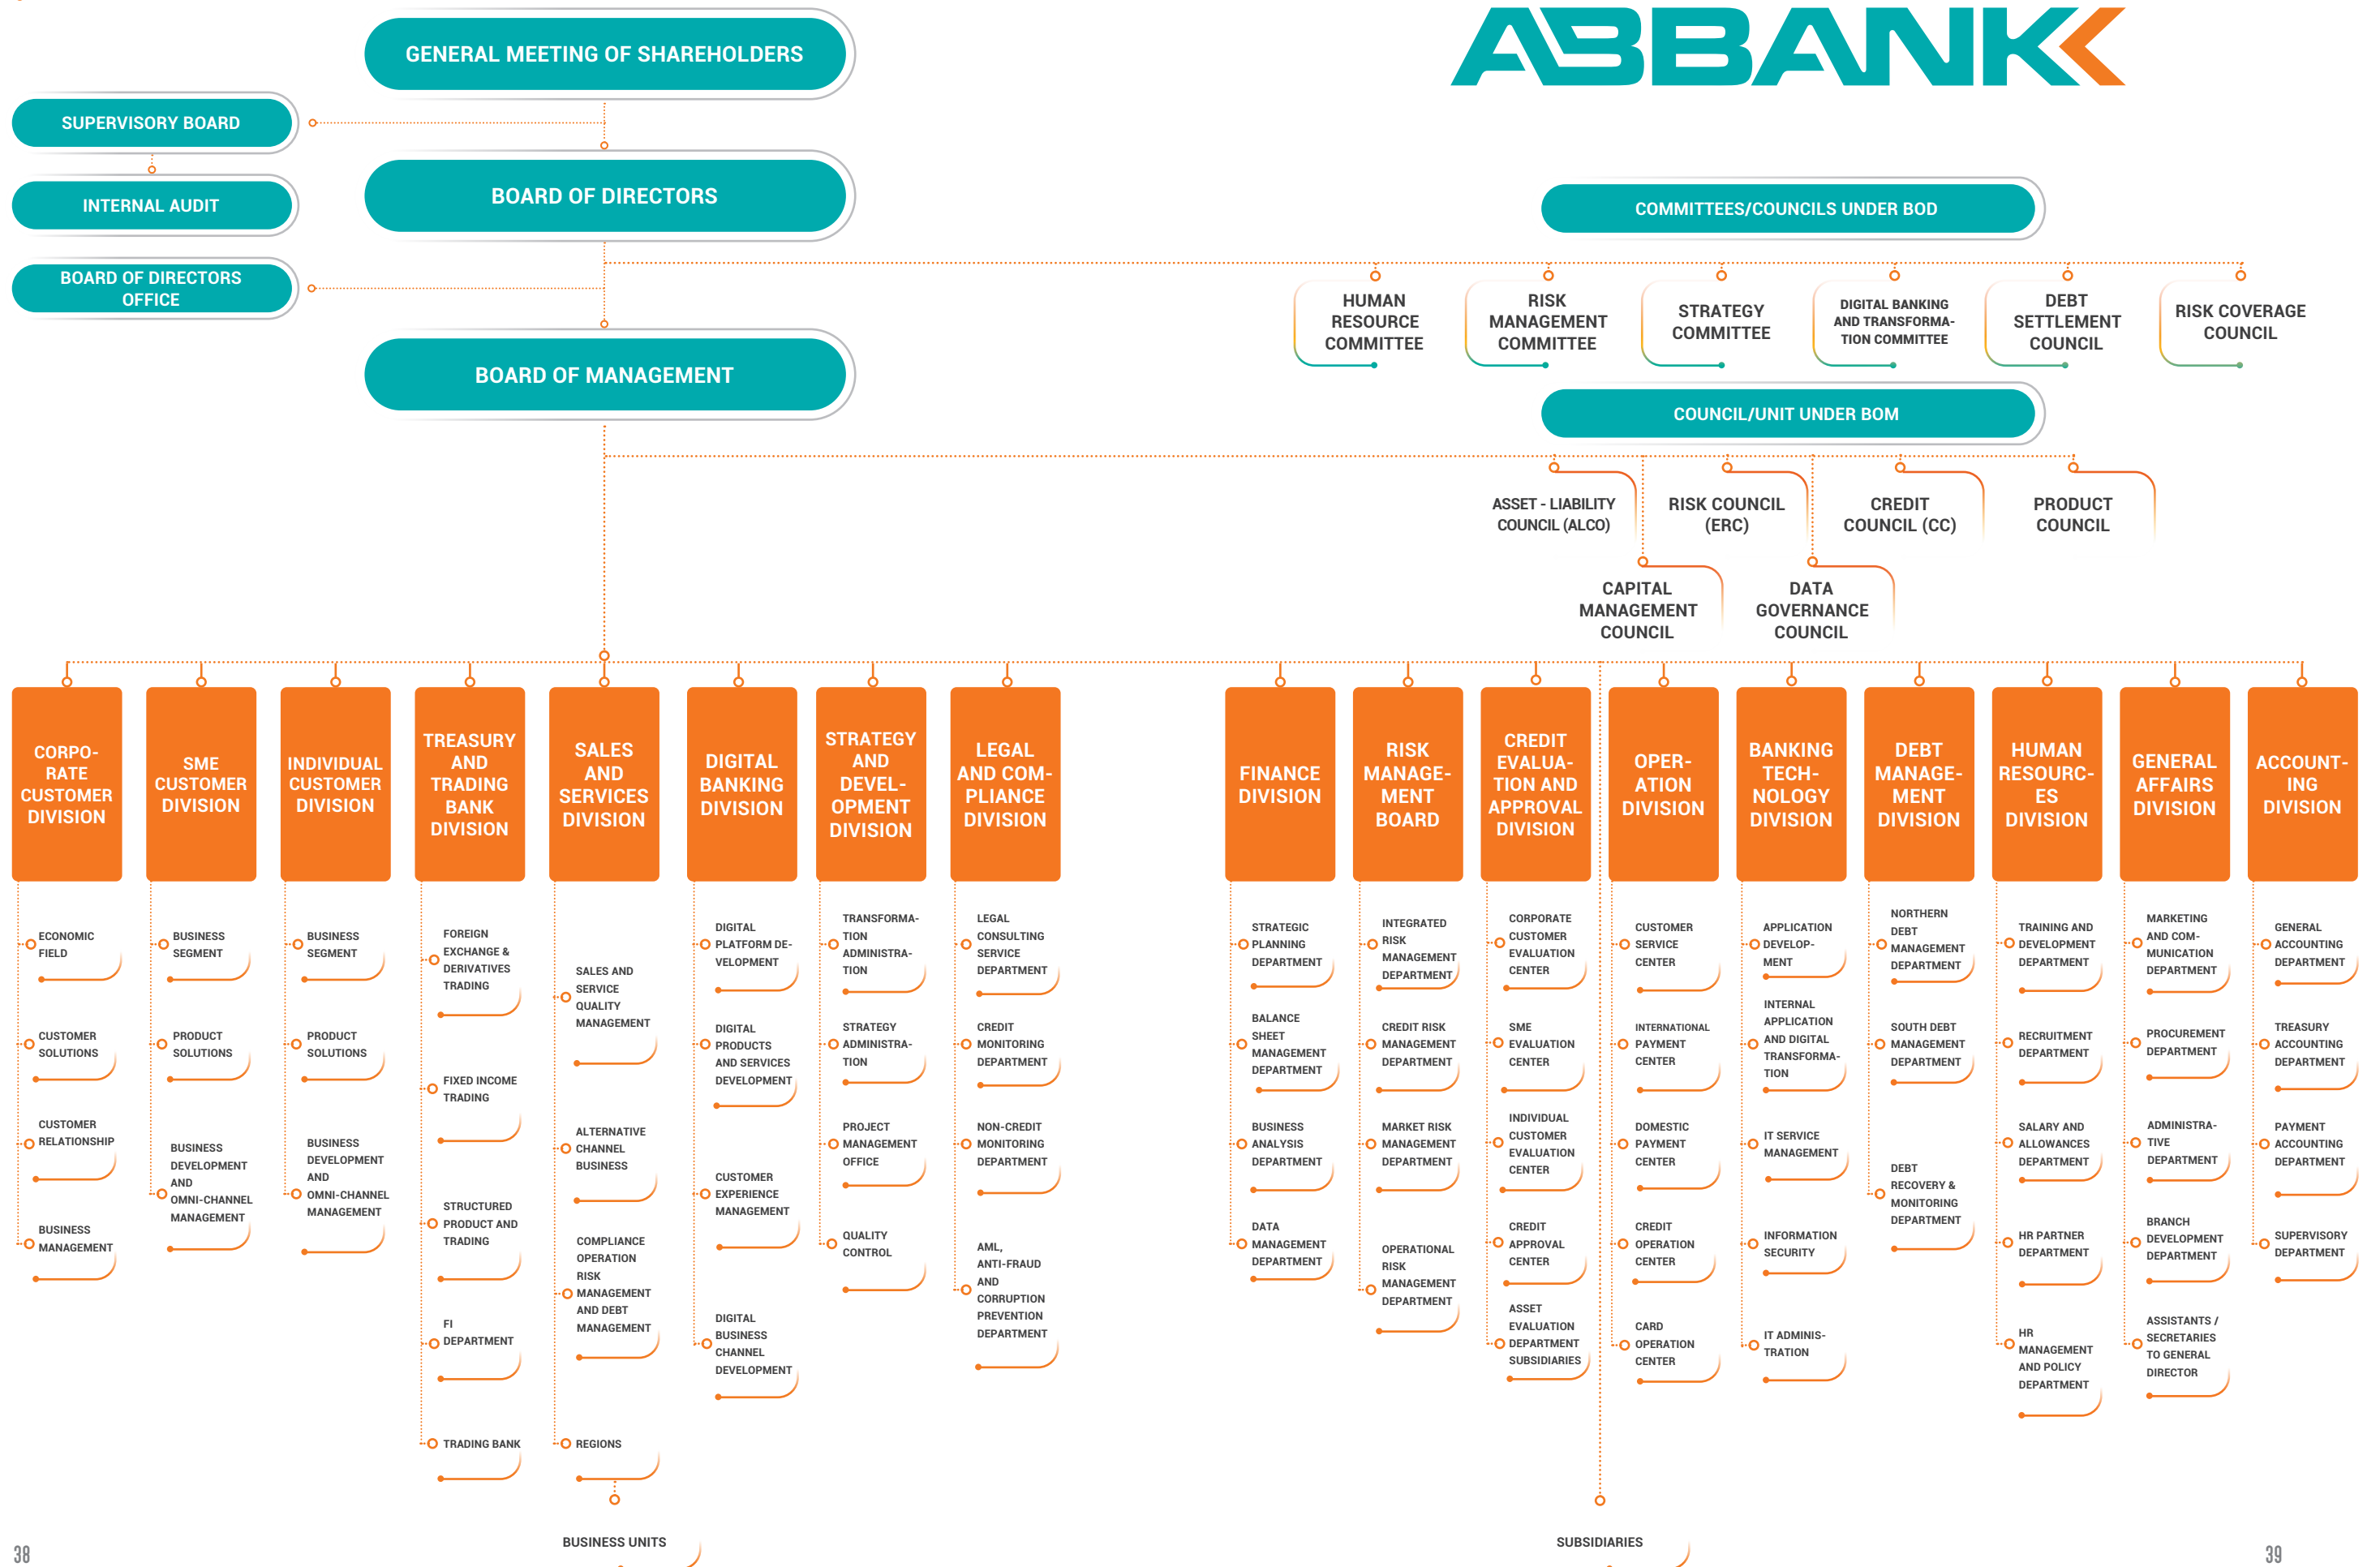 GENERAL MEETING OF SHAREHOLDERS
ABBANK
SUPERVISORY BOARD
INTERNAL AUDIT
BOARD OF DIRECTORS
COMMITTEES/COUNCILS UNDER BOD
BOARD OF DIRECTORS
OFFICE
HUMAN
RESOURCE
COMMITTEE
RISK
MANAGEMENT
COMMITTEE
STRATEGY
COMMITTEE
DIGITAL BANKING
AND TRANSFORMA-
TION COMMITTEE
DEBT
SETTLEMENT
COUNCIL
RISK COVERAGE
COUNCIL
BOARD OF MANAGEMENT
COUNCIL/UNIT UNDER BOM
ASSET - LIABILITY
COUNCIL (ALCO)
RISK COUNCIL
(ERC)
CREDIT
COUNCIL (CC)
PRODUCT
COUNCIL
CAPITAL
MANAGEMENT
COUNCIL
DATA
GOVERNANCE
COUNCIL
CORPO-
RATE
CUSTOMER
DIVISION
ECONOMIC
FIELD
CUSTOMER
SOLUTIONS
CUSTOMER
RELATIONSHIP
BUSINESS
MANAGEMENT
SME
CUSTOMER
DIVISION
BUSINESS
SEGMENT
PRODUCT
SOLUTIONS
BUSINESS
DEVELOPMENT
AND
OMNI-CHANNEL
MANAGEMENT
INDIVIDUAL
CUSTOMER
DIVISION
BUSINESS
SEGMENT
PRODUCT
SOLUTIONS
BUSINESS
DEVELOPMENT
AND
OMNI-CHANNEL
MANAGEMENT
TREASURY
AND
TRADING
BANK
DIVISION
FOREIGN
EXCHANGE &
DERIVATIVES
TRADING
FIXED INCOME
TRADING
STRUCTURED
PRODUCT AND
TRADING
FI
DEPARTMENT
TRADING BANK
SALES
AND
SERVICES
DIVISION
SALES AND
SERVICE
QUALITY
MANAGEMENT
ALTERNATIVE
CHANNEL
BUSINESS
COMPLIANCE
OPERATION
RISK
MANAGEMENT
AND DEBT
MANAGEMENT
REGIONS
BUSINESS UNITS
DIGITAL
BANKING
DIVISION
DIGITAL
PLATFORM DE-
VELOPMENT
DIGITAL
PRODUCTS
AND SERVICES
DEVELOPMENT
CUSTOMER
EXPERIENCE
MANAGEMENT
DIGITAL
BUSINESS
CHANNEL
DEVELOPMENT
STRATEGY
AND
DEVEL-
OPMENT
DIVISION
TRANSFORMA-
TION
ADMINISTRA-
TION
STRATEGY
ADMINISTRA-
TION
PROJECT
MANAGEMENT
OFFICE
QUALITY
CONTROL
LEGAL
AND COM-
PLIANCE
DIVISION
LEGAL
CONSULTING
SERVICE
DEPARTMENT
CREDIT
MONITORING
DEPARTMENT
NON-CREDIT
MONITORING
DEPARTMENT
AML,
ANTI-FRAUD
AND
CORRUPTION
PREVENTION
DEPARTMENT
FINANCE
DIVISION
STRATEGIC
PLANNING
DEPARTMENT
BALANCE
SHEET
MANAGEMENT
DEPARTMENT
BUSINESS
ANALYSIS
DEPARTMENT
DATA
MANAGEMENT
DEPARTMENT
RISK
MANAGE-
MENT
BOARD
INTEGRATED
RISK
MANAGEMENT
DEPARTMENT
CREDIT RISK
MANAGEMENT
DEPARTMENT
MARKET RISK
MANAGEMENT
DEPARTMENT
OPERATIONAL
RISK
MANAGEMENT
DEPARTMENT
CREDIT
EVALUA-
TION AND
APPROVAL
DIVISION
CORPORATE
CUSTOMER
EVALUATION
CENTER
SME
EVALUATION
CENTER
INDIVIDUAL
CUSTOMER
EVALUATION
CENTER
CREDIT
APPROVAL
CENTER
ASSET
EVALUATION
DEPARTMENT
SUBSIDIARIES
SUBSIDIARIES
OPER-
ATION
DIVISION
CUSTOMER
SERVICE
CENTER
INTERNATIONAL
PAYMENT
CENTER
DOMESTIC
PAYMENT
CENTER
CREDIT
OPERATION
CENTER
CARD
OPERATION
CENTER
BANKING
TECH-
NOLOGY
DIVISION
APPLICATION
DEVELOP-
MENT
INTERNAL
APPLICATION
AND DIGITAL
TRANSFORMA-
TION
IT SERVICE
MANAGEMENT
INFORMATION
SECURITY
IT ADMINIS-
TRATION
DEBT
MANAGE-
MENT
DIVISION
NORTHERN
DEBT
MANAGEMENT
DEPARTMENT
SOUTH DEBT
MANAGEMENT
DEPARTMENT
DEBT
RECOVERY &
MONITORING
DEPARTMENT
HUMAN
RESOURC-
ES
DIVISION
TRAINING AND
DEVELOPMENT
DEPARTMENT
RECRUITMENT
DEPARTMENT
SALARY AND
ALLOWANCES
DEPARTMENT
HR PARTNER
DEPARTMENT
HR
MANAGEMENT
AND POLICY
DEPARTMENT
GENERAL
AFFAIRS
DIVISION
MARKETING
AND COM-
MUNICATION
DEPARTMENT
PROCUREMENT
DEPARTMENT
ADMINISTRA-
TIVE
DEPARTMENT
BRANCH
DEVELOPMENT
DEPARTMENT
ASSISTANTS /
SECRETARIES
TO GENERAL
DIRECTOR
ACCOUNT-
ING
DIVISION
GENERAL
ACCOUNTING
DEPARTMENT
TREASURY
ACCOUNTING
DEPARTMENT
PAYMENT
ACCOUNTING
DEPARTMENT
SUPERVISORY
DEPARTMENT
38
39